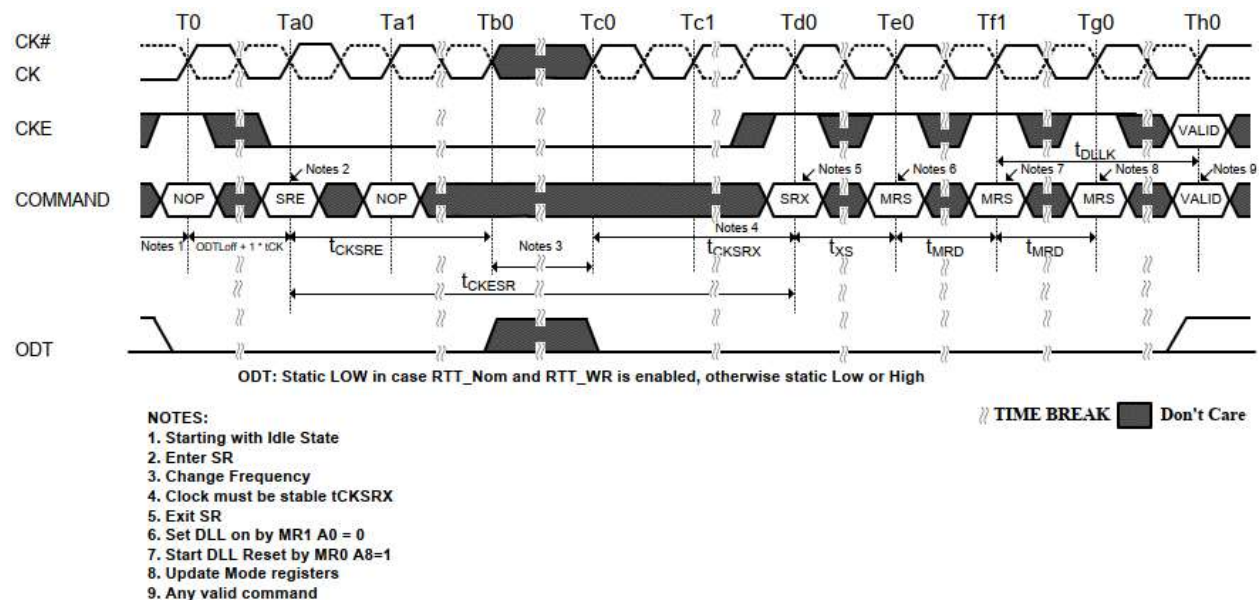 T0 Ta0 Ta1 Tb0 Tc0 Tc1 Td0 Te0 Tf1 Tg0 Th0
CK#
CK
CKE
VALID
tDLLK
Notes 2 Notes 5 Notes 6 Notes 7 Notes 8 Notes 9
COMMAND NOP SRE NOP SRX MRS MRS MRS VALID
Notes 1 ODTLoff + 1 * tCK tCKSRE Notes 3 Notes 4 tCKSRX tXS tMRD tMRD
tCKESR
ODT
ODT: Static LOW in case RTT_Nom and RTT_WR is enabled, otherwise static Low or High
NOTES:
1. Starting with Idle State
2. Enter SR
3. Change Frequency
4. Clock must be stable tCKSRX
5. Exit SR
6. Set DLL on by MR1 A0 = 0
7. Start DLL Reset by MR0 A8=1
8. Update Mode registers
9. Any valid command
TIME BREAK Don't Care